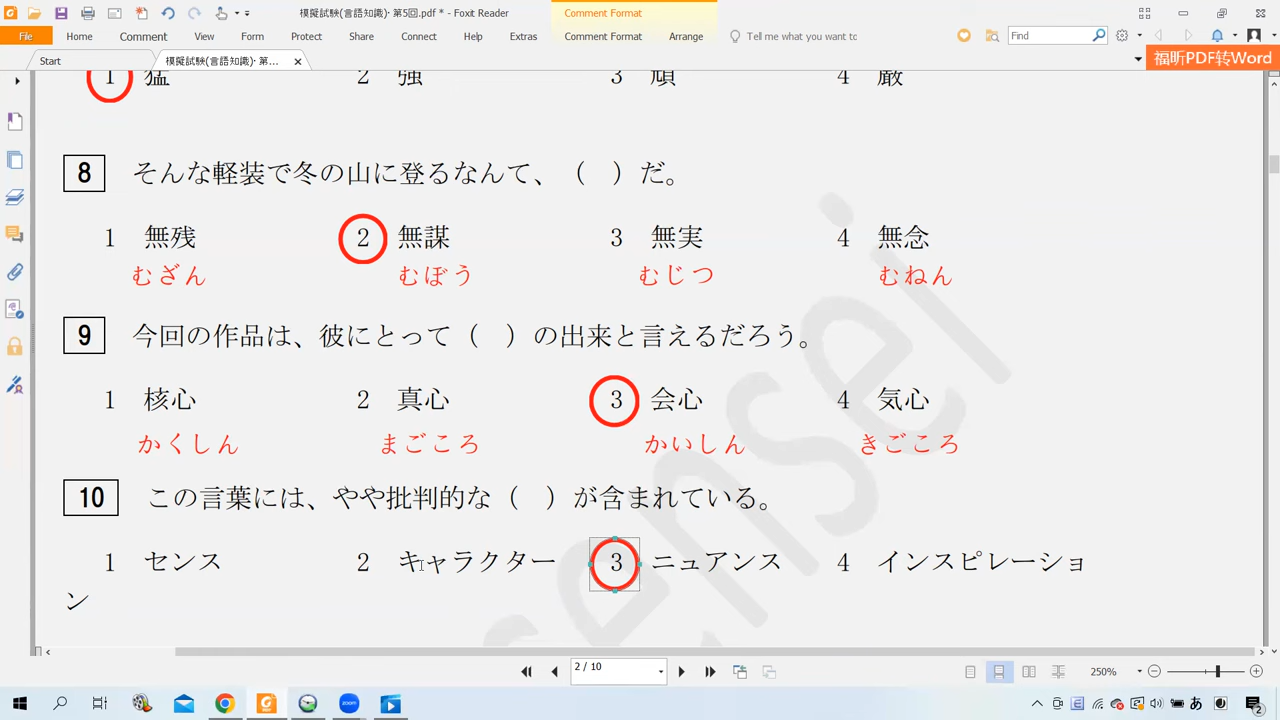 模擬試験(言語知識)・第5回.pdf * - Foxit Reader
Comment Format
File
Home
Comment
View
Form
Protect
Share
Connect
Help
Extras
Comment Format
Arrange
Tell me what you want to
Find
Start
模擬試験(言語知識)・第...
福昕PDF转Word
1 猛 2 強 3 頑 4 厳
8 そんな軽装で冬の山に登るなんて、( )だ。
1 無残 2 無謀 3 無実 4 無念
むざん むぼう むじつ むねん
9 今回の作品は、彼にとって( )の出来と言えるだろう。
1 核心 2 真心 3 会心 4 気心
かくしん まごころ かいしん きごころ
10 この言葉には、やや批判的な( )が含まれている。
1 センス 2 キャラクター 3 ニュアンス 4 インスピレーショ
ン
sensei
2 / 10
250%
zoom
あ
2